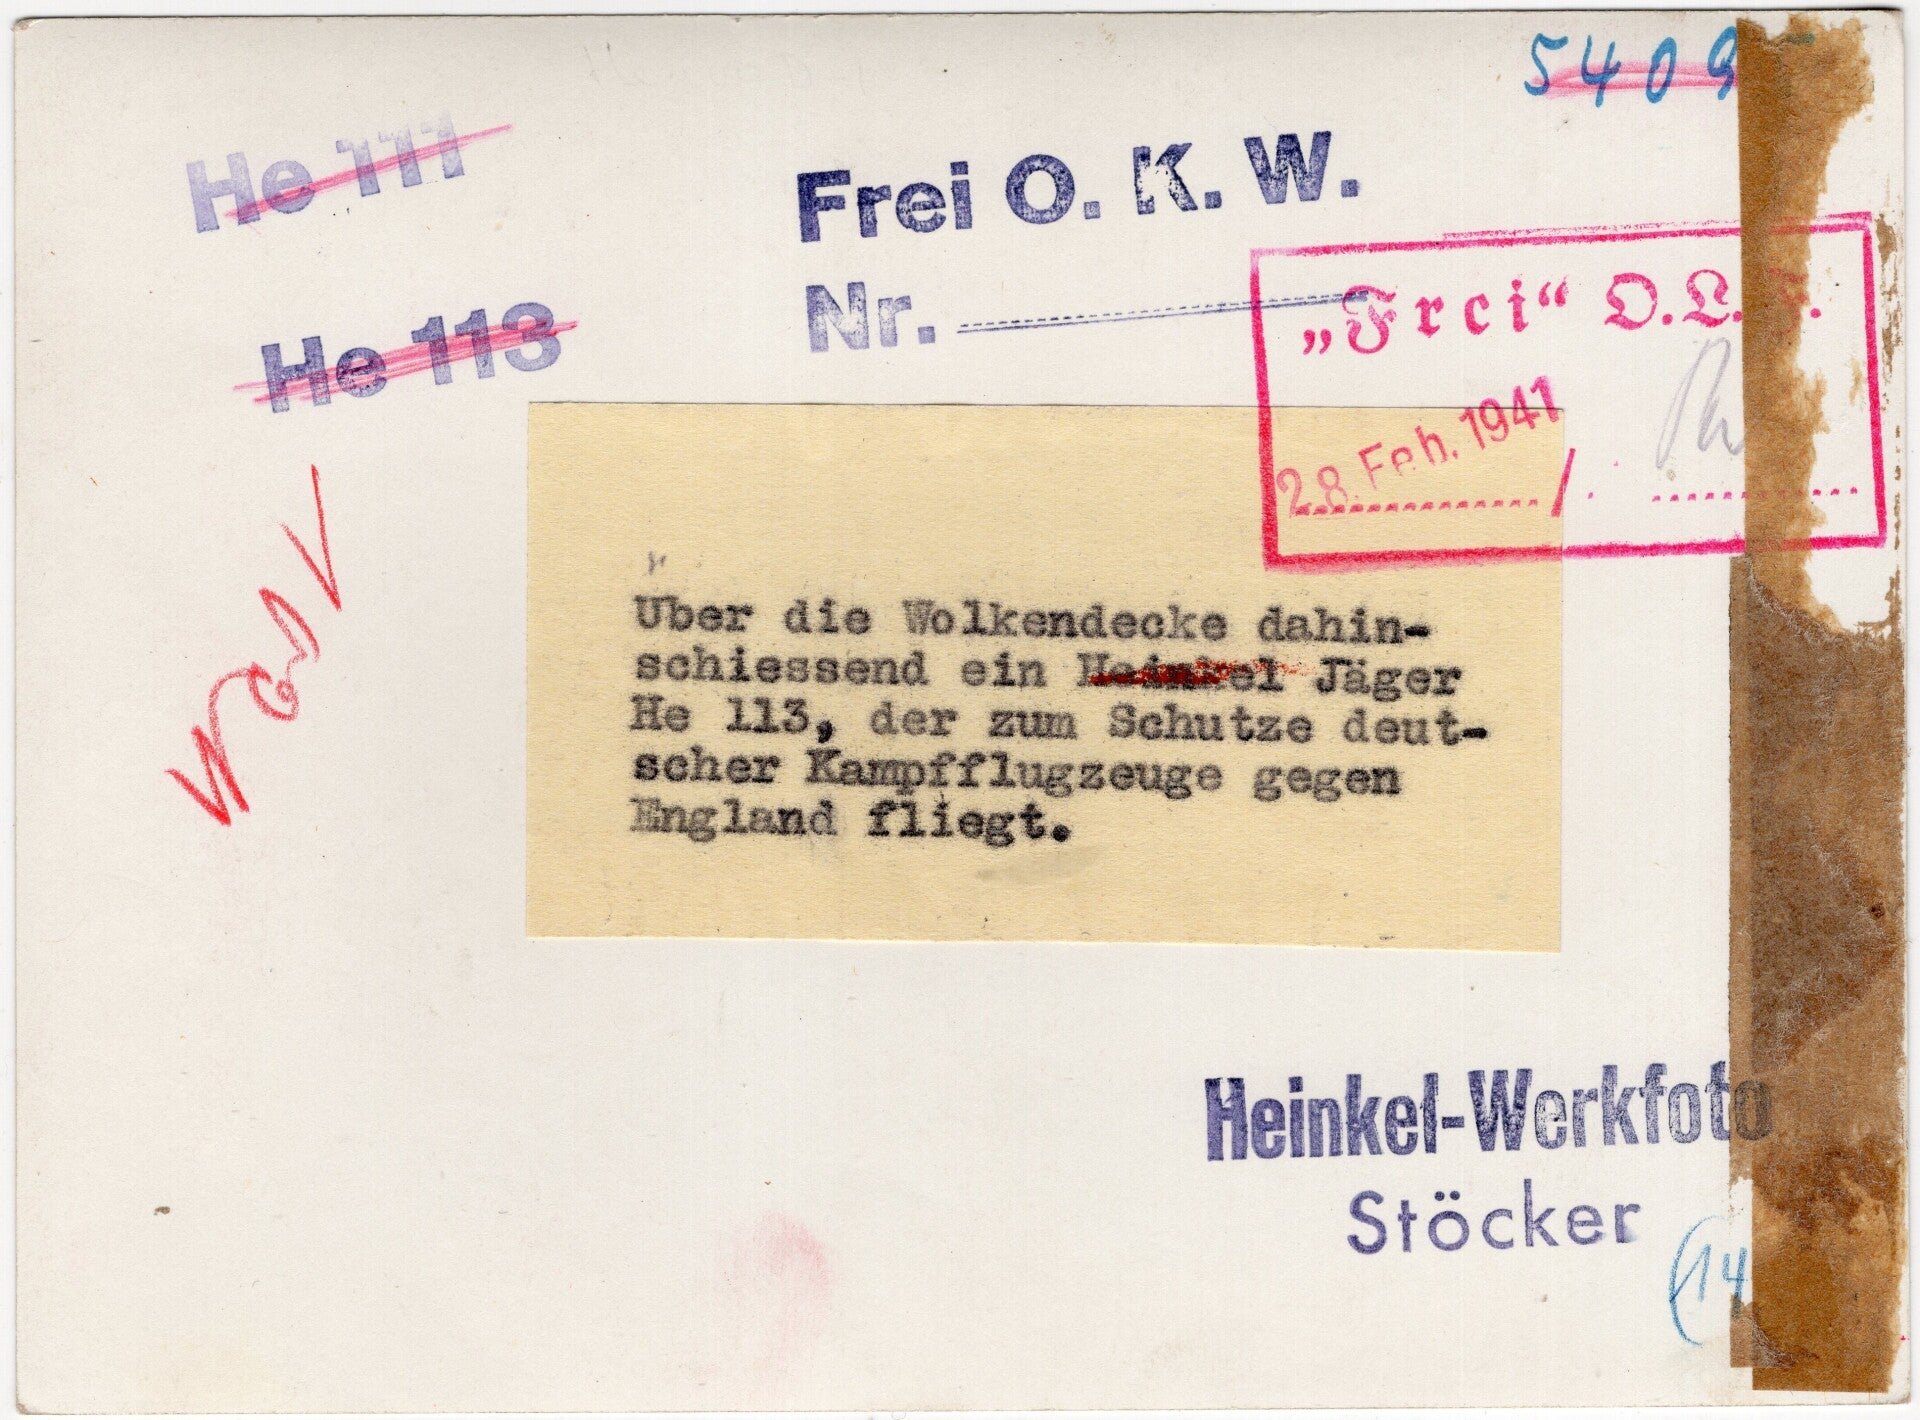 5409
He 111
Frei O. K. W.
He 113
Nr.
„Frei“ O.L.
28. Feb. 1941
/.
Uber die Wolkendecke dahin-
schiessend ein Heinkel Jäger
He 113, der zum Schutze deut-
scher Kampfflugzeuge gegen
England fliegt.
Heinkel-Werkfoto
Stöcker
(14